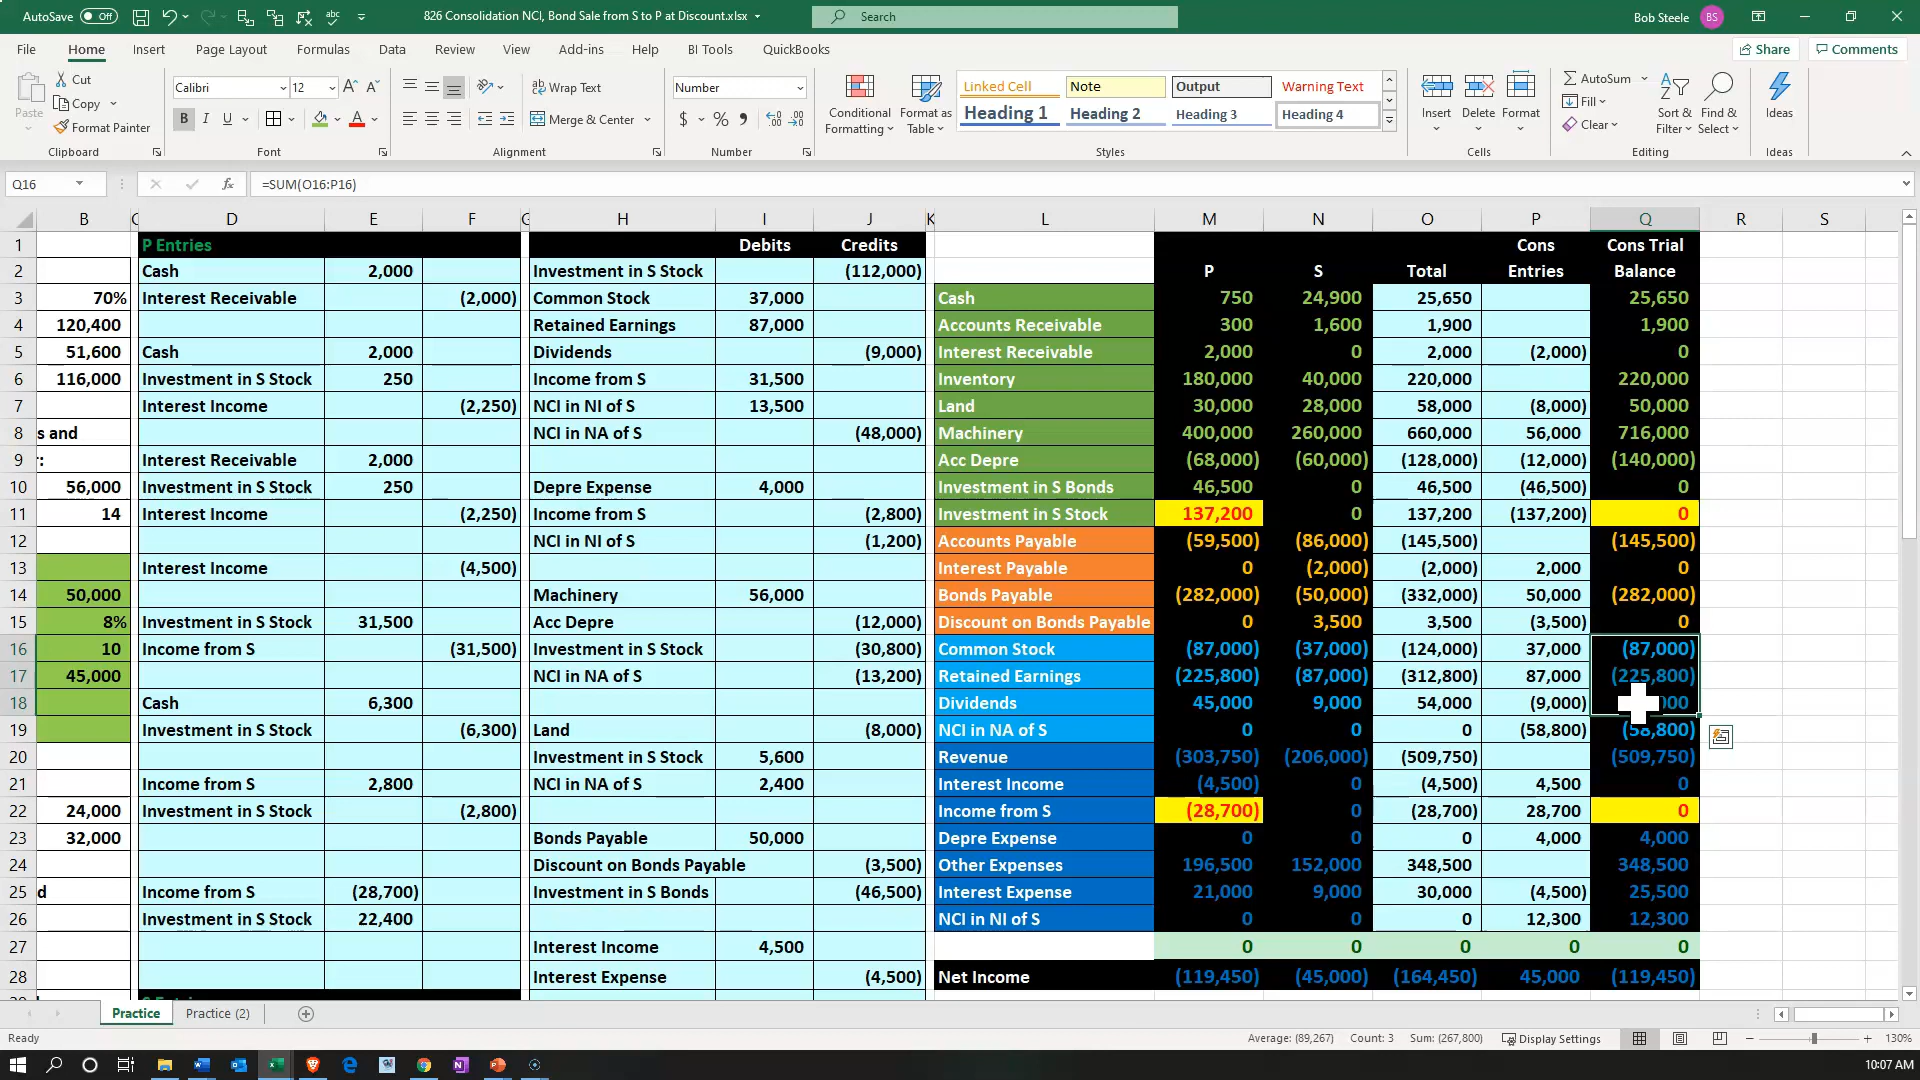 AutoSave Off 826 Consolidation NCI, Bond Sale from S to P at Discount.xlsx Search Bob Steele BS
File Home Insert Page Layout Formulas Data Review View Add-ins Help BI Tools QuickBooks Share Comments
Cut
Copy
Paste
Format Painter
Clipboard
Calibri 12
B I U
Font
Wrap Text
Merge & Center
Alignment
Number
$ % 9
Number
Conditional Formatting
Format as Table
Linked Cell Note Output Warning Text
Heading 1 Heading 2 Heading 3 Heading 4
Styles
Insert Delete Format
Cells
AutoSum
Fill
Clear
Sort & Filter
Find & Select
Editing
Ideas
Ideas
Q16 fx =SUM(O16:P16)
B C D E F G H I J K L M N O P Q R S
1 P Entries Debits Credits Cons Cons Trial
2 Cash 2,000 Investment in S Stock (112,000) P S Total Entries Balance
3 70% Interest Receivable (2,000) Common Stock 37,000 Cash 750 24,900 25,650 25,650
4 120,400 Retained Earnings 87,000 Accounts Receivable 300 1,600 1,900 1,900
5 51,600 Cash 2,000 Dividends (9,000) Interest Receivable 2,000 0 2,000 (2,000) 0
6 116,000 Investment in S Stock 250 Income from S 31,500 Inventory 180,000 40,000 220,000 220,000
7 Interest Income (2,250) NCI in NI of S 13,500 Land 30,000 28,000 58,000 (8,000) 50,000
8 s and NCI in NA of S (48,000) Machinery 400,000 260,000 660,000 56,000 716,000
9 r: Interest Receivable 2,000 Acc Depre (68,000) (60,000) (128,000) (12,000) (140,000)
10 56,000 Investment in S Stock 250 Depre Expense 4,000 Investment in S Bonds 46,500 0 46,500 (46,500) 0
11 14 Interest Income (2,250) Income from S (2,800) Investment in S Stock 137,200 0 137,200 (137,200) 0
12 NCI in NI of S (1,200) Accounts Payable (59,500) (86,000) (145,500) (145,500)
13 Interest Income (4,500) Interest Payable 0 (2,000) (2,000) 2,000 0
14 50,000 Machinery 56,000 Bonds Payable (282,000) (50,000) (332,000) 50,000 (282,000)
15 8% Investment in S Stock 31,500 Acc Depre (12,000) Discount on Bonds Payable 0 3,500 3,500 (3,500) 0
16 10 Income from S (31,500) Investment in S Stock (30,800) Common Stock (87,000) (37,000) (124,000) 37,000 (87,000)
17 45,000 NCI in NA of S (13,200) Retained Earnings (225,800) (87,000) (312,800) 87,000 (225,800)
18 Cash 6,300 Dividends 45,000 9,000 54,000 (9,000)
19 Investment in S Stock (6,300) Land (8,000) NCI in NA of S 0 0 0 (58,800) (58,800)
20 Investment in S Stock 5,600 Revenue (303,750) (206,000) (509,750) (509,750)
21 Income from S 2,800 NCI in NA of S 2,400 Interest Income (4,500) 0 (4,500) 4,500 0
22 24,000 Investment in S Stock (2,800) Income from S (28,700) 0 (28,700) 28,700 0
23 32,000 Bonds Payable 50,000 Depre Expense 0 0 0 4,000 4,000
24 Discount on Bonds Payable (3,500) Other Expenses 196,500 152,000 348,500 348,500
25 d Income from S (28,700) Investment in S Bonds (46,500) Interest Expense 21,000 9,000 30,000 (4,500) 25,500
26 Investment in S Stock 22,400 NCI in NI of S 0 0 0 12,300 12,300
27 Interest Income 4,500 0 0 0 0 0
28 Interest Expense (4,500) Net Income (119,450) (45,000) (164,450) 45,000 (119,450)
Practice Practice (2)
Ready Average: (89,267) Count: 3 Sum: (267,800) Display Settings 130%
10:07 AM